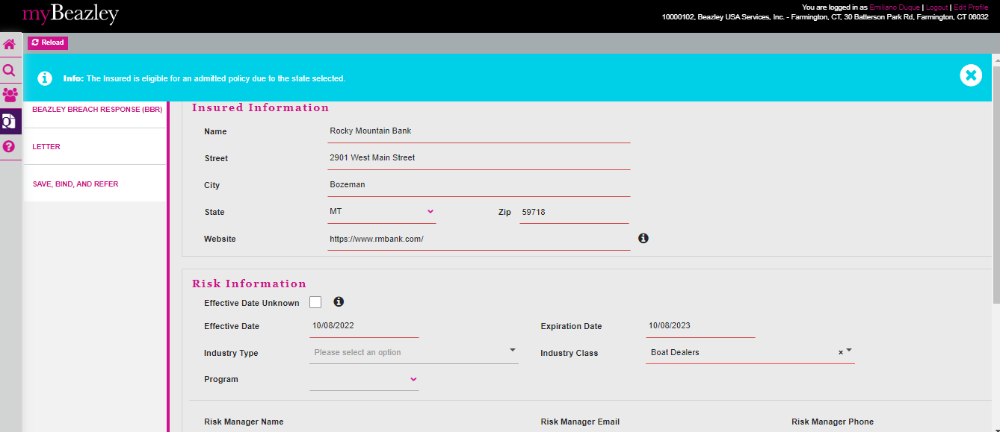 myBeazley
You are logged in as Emiliano Duque | Logout | Edit Profile
10000102, Beazley USA Services, Inc. - Farmington, CT, 30 Batterson Park Rd, Farmington, CT 06032
Reload
Info: The Insured is eligible for an admitted policy due to the state selected.
BEAZLEY BREACH RESPONSE (BBR)
LETTER
SAVE, BIND, AND REFER
Insured Information
Name Rocky Mountain Bank
Street 2901 West Main Street
City Bozeman
State MT Zip 59718
Website https://www.rmbank.com/
Risk Information
Effective Date Unknown
Effective Date 10/08/2022 Expiration Date 10/08/2023
Industry Type Please select an option Industry Class Boat Dealers ×
Program
Risk Manager Name Risk Manager Email Risk Manager Phone